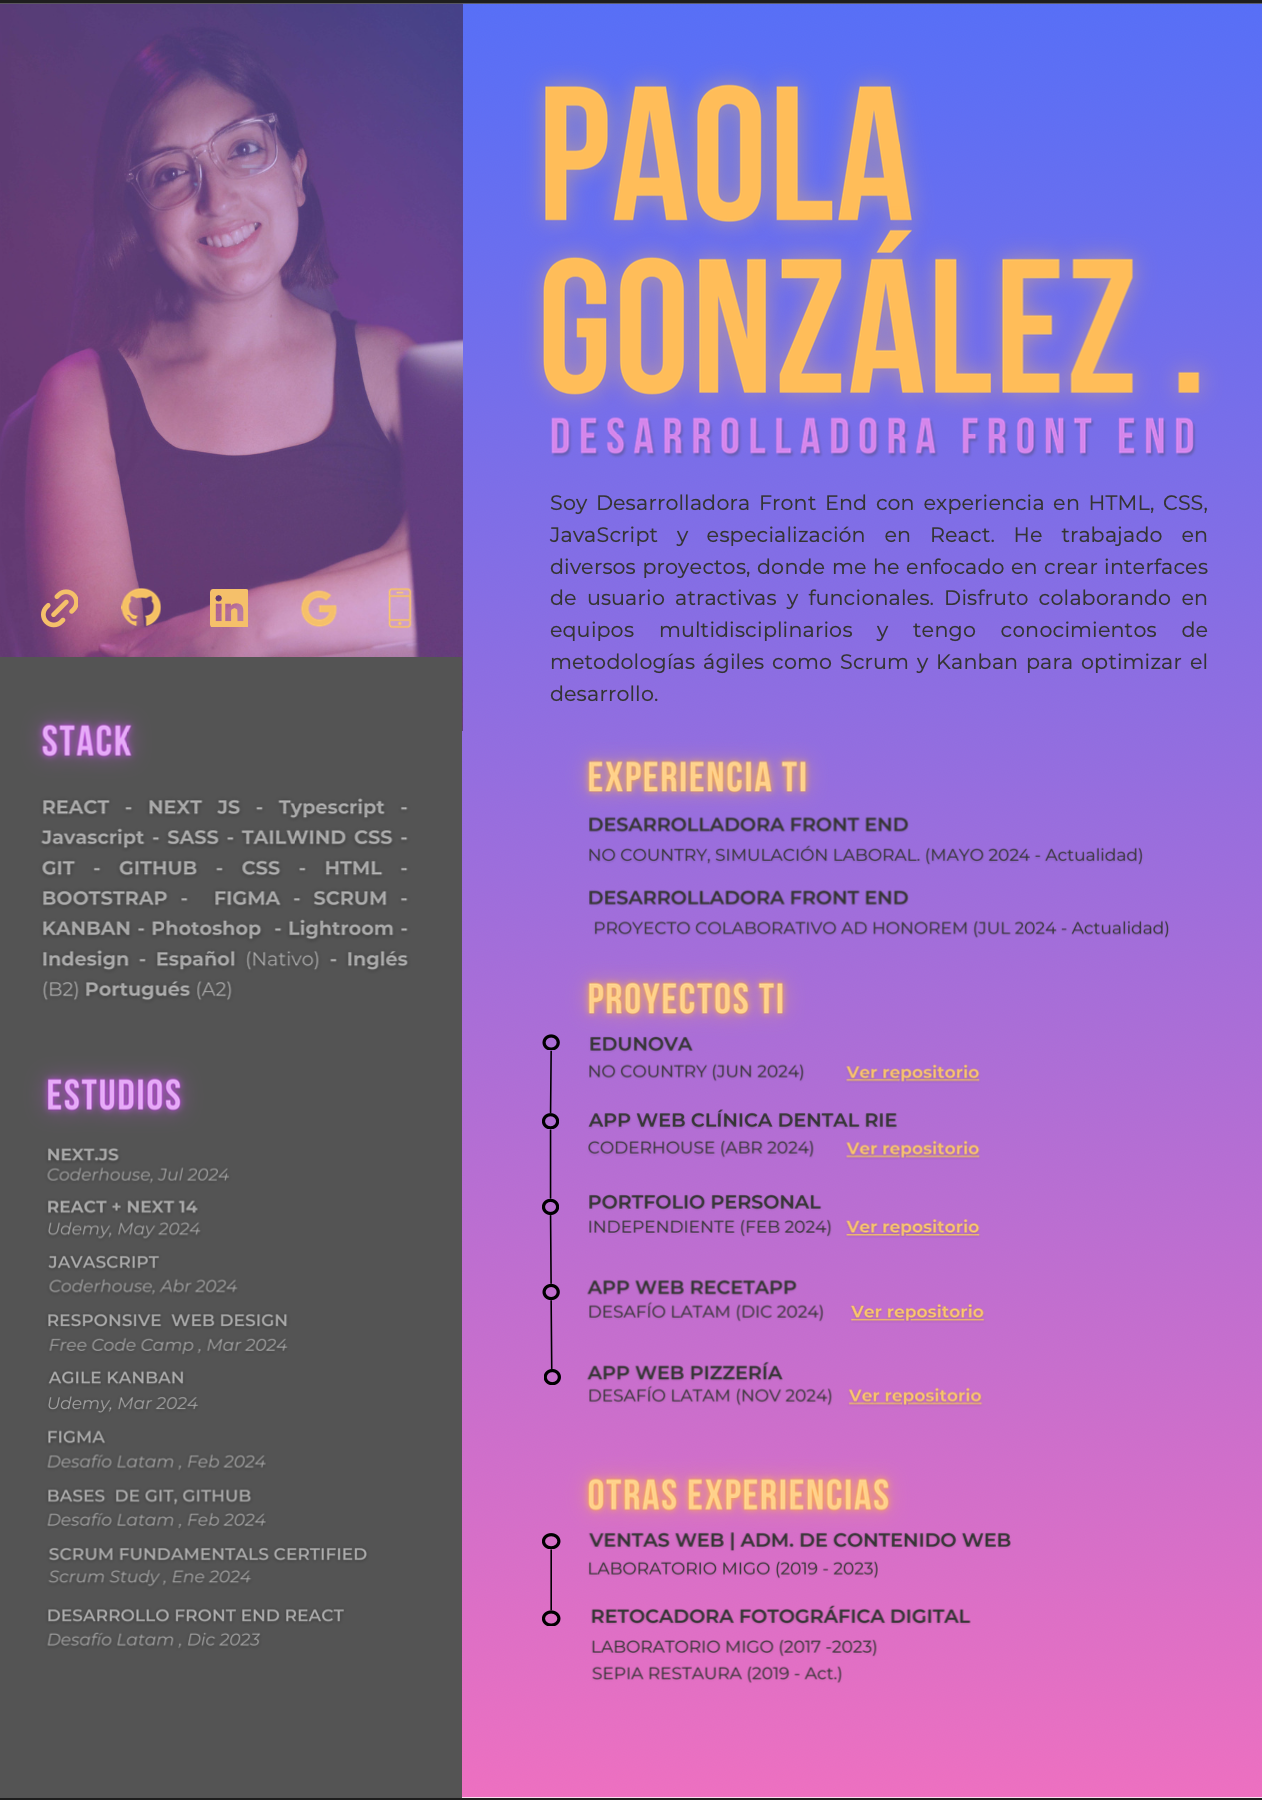 PAOLA
GONZÁLEZ .
DESARROLLADORA FRONT END
Soy Desarrolladora Front End con experiencia en HTML, CSS,
JavaScript y especialización en React. He trabajado en
diversos proyectos, donde me he enfocado en crear interfaces
de usuario atractivas y funcionales. Disfruto colaborando en
equipos multidisciplinarios y tengo conocimientos de
metodologías ágiles como Scrum y Kanban para optimizar el
desarrollo.
STACK
REACT - NEXT JS - Typescript -
Javascript - SASS - TAILWIND CSS -
GIT - GITHUB - CSS - HTML -
BOOTSTRAP - FIGMA - SCRUM -
KANBAN - Photoshop - Lightroom -
Indesign - Español (Nativo) - Inglés
(B2) Portugués (A2)
ESTUDIOS
NEXT.JS
Coderhouse, Jul 2024
REACT + NEXT 14
Udemy, May 2024
JAVASCRIPT
Coderhouse, Abr 2024
RESPONSIVE WEB DESIGN
Free Code Camp , Mar 2024
AGILE KANBAN
Udemy, Mar 2024
FIGMA
Desafío Latam , Feb 2024
BASES DE GIT, GITHUB
Desafío Latam , Feb 2024
SCRUM FUNDAMENTALS CERTIFIED
Scrum Study , Ene 2024
DESARROLLO FRONT END REACT
Desafío Latam , Dic 2023
EXPERIENCIA TI
DESARROLLADORA FRONT END
NO COUNTRY, SIMULACIÓN LABORAL. (MAYO 2024 - Actualidad)
DESARROLLADORA FRONT END
PROYECTO COLABORATIVO AD HONOREM (JUL 2024 - Actualidad)
PROYECTOS TI
EDUNOVA
NO COUNTRY (JUN 2024) Ver repositorio
APP WEB CLÍNICA DENTAL RIE
CODERHOUSE (ABR 2024) Ver repositorio
PORTFOLIO PERSONAL
INDEPENDIENTE (FEB 2024) Ver repositorio
APP WEB RECETAPP
DESAFÍO LATAM (DIC 2024) Ver repositorio
APP WEB PIZZERÍA
DESAFÍO LATAM (NOV 2024) Ver repositorio
OTRAS EXPERIENCIAS
VENTAS WEB | ADM. DE CONTENIDO WEB
LABORATORIO MIGO (2019 - 2023)
RETOCADORA FOTOGRÁFICA DIGITAL
LABORATORIO MIGO (2017 -2023)
SEPIA RESTAURA (2019 - Act.)